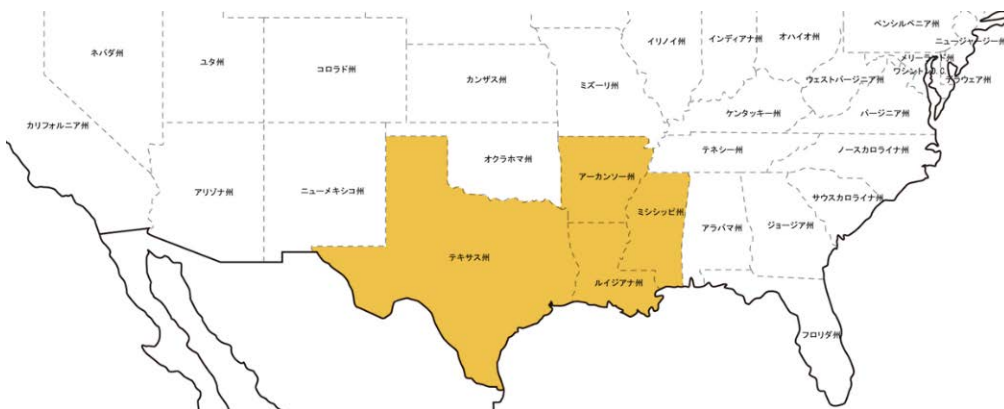 ペンシルベニア州
イリノイ州
インディアナ州
オハイオ州
ニュージャージー州
ネバダ州
ユタ州
コロラド州
カンザス州
ミズーリ州
メリーランド州
ワシントンD.C.
ウェストバージニア州
デラウェア州
カリフォルニア州
ケンタッキー州
バージニア州
オクラホマ州
テネシー州
ノースカロライナ州
アリゾナ州
ニューメキシコ州
アーカンソー州
サウスカロライナ州
ミシシッピ州
アラバマ州
ジョージア州
テキサス州
ルイジアナ州
フロリダ州